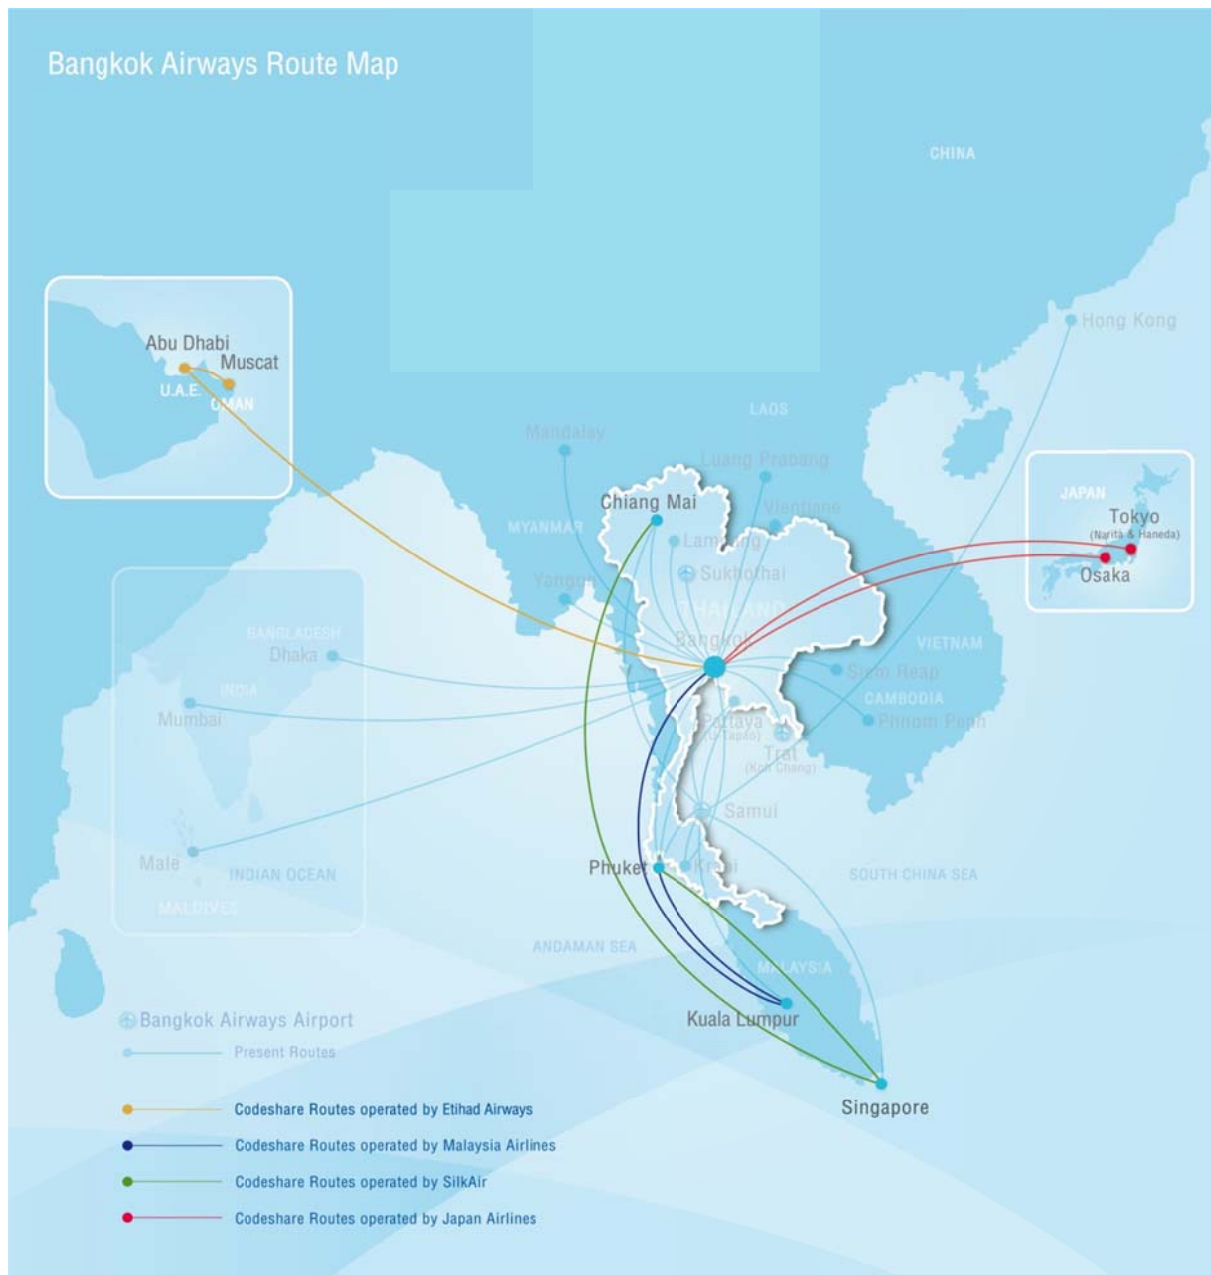 Bangkok Airways Route Map
CHINA
Hong Kong
Abu Dhabi
Muscat
U.A.E.
OMAN
LAOS
Mandalay
Luang Prabang
JAPAN
Chiang Mai
Vientiane
Tokyo
(Narita & Haneda)
MYANMAR
Lampang
Osaka
Yangon
Sukhothai
THAILAND
BANGLADESH
Bangkok
VIETNAM
Dhaka
Siem Reap
INDIA
CAMBODIA
Mumbai
Pattaya
(U-Tapao)
Phnom Penh
Trat
(Koh Chang)
Samui
Male
Phuket
Krabi
INDIAN OCEAN
SOUTH CHINA SEA
MALDIVES
ANDAMAN SEA
MALAYSIA
Bangkok Airways Airport
Kuala Lumpur
Present Routes
Singapore
Codeshare Routes operated by Etihad Airways
Codeshare Routes operated by Malaysia Airlines
Codeshare Routes operated by SilkAir
Codeshare Routes operated by Japan Airlines